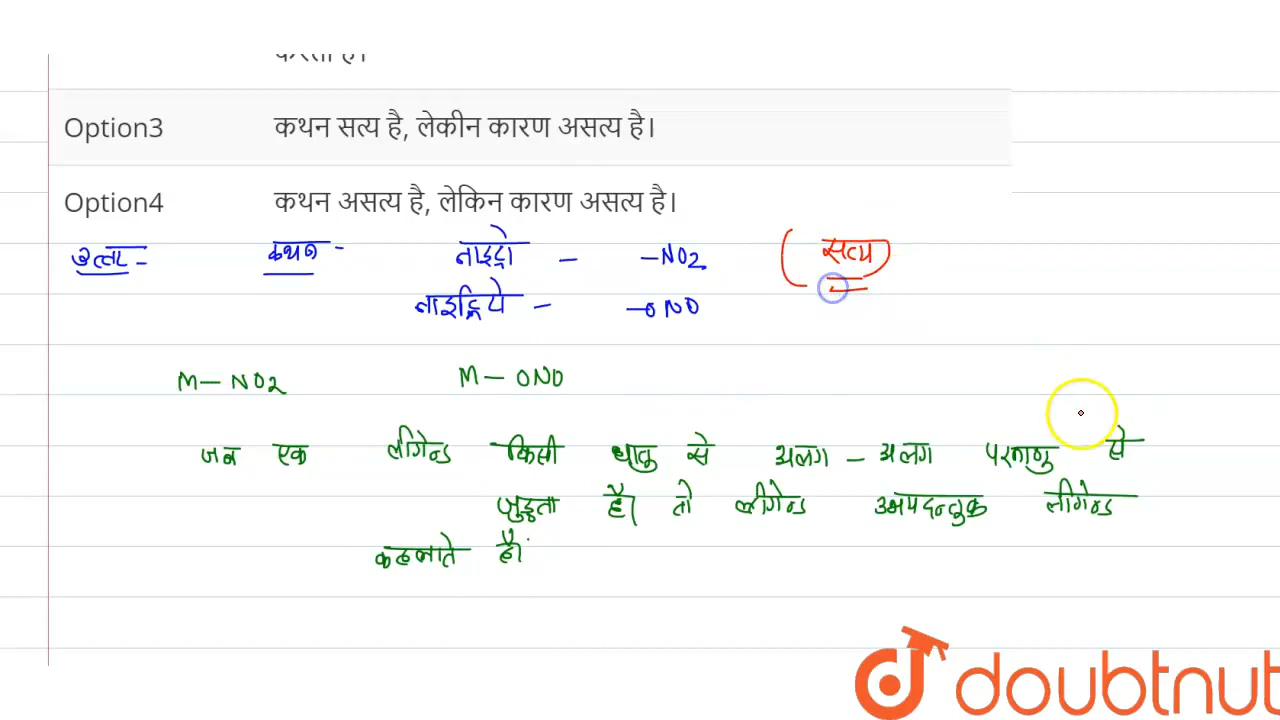 करता है।
Option3 कथन सत्य है, लेकीन कारण असत्य है।
Option4 कथन असत्य है, लेकिन कारण असत्य है।
उत्तर = कथन - नाइट्रो - -NO2 ( सत्य )
नाइट्रिटो - -ONO
M-NO2 M-ONO
जब एक लीगेन्ड किसी धातु से अलग - अलग परमाणु से
जुड़ता है। तो लीगेन्ड उभयदन्तुक लीगेन्ड
कहलाते है।
doubtnut